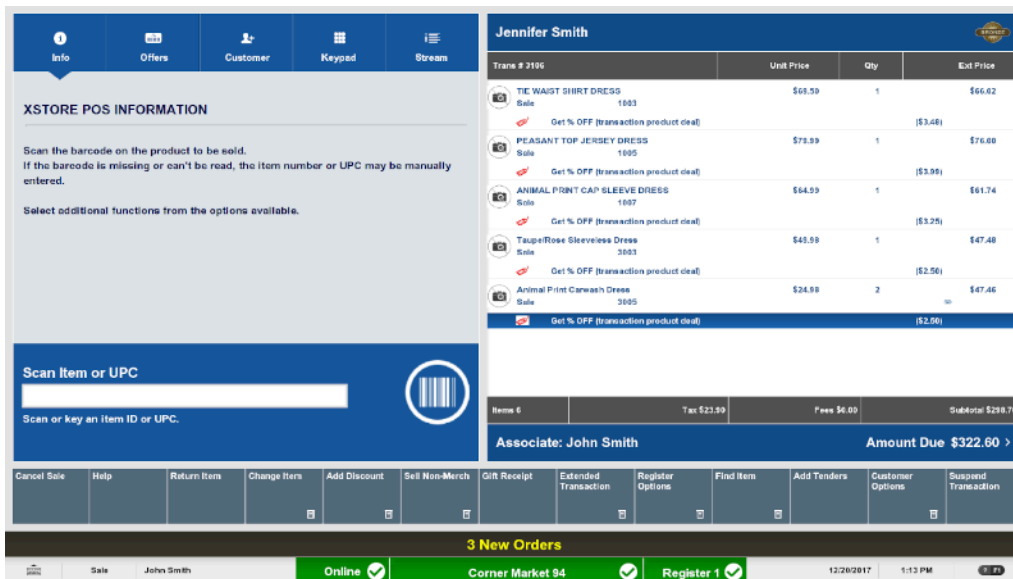 Info
Offers
Customer
Keypad
Stream
XSTORE POS INFORMATION
Scan the barcode on the product to be sold.
If the barcode is missing or can't be read, the item number or UPC may be manually
entered.
Select additional functions from the options available.
Scan Item or UPC
Scan or key an item ID or UPC.
Jennifer Smith
BRONZE
Trans # 3106 Unit Price Qty Ext Price
TIE WAIST SHIRT DRESS 1
Sale 1003
Get % OFF (transaction product deal) ($3.48)
PEASANT TOP JERSEY DRESS $79.99 1 $76.00
Sale 1005
Get % OFF (transaction product deal)
ANIMAL PRINT CAP SLEEVE DRESS $64.99 1 $61.74
Sale 1007
Get % OFF (transaction product deal) ($3.25)
Taupe/Rose Sleeveless Dress $49.98 1 $47.48
Sale 3003
Get % OFF (transaction product deal) ($2.50)
Animal Print Carwash Dress $24.98 2 $47.46
Sale 3005
Get % OFF (transaction product deal) ($2.50)
Items 6 Tax $23.90 Fees $0.00 Subtotal
Associate: John Smith Amount Due $322.60 >
Cancel Sale
Help
Return Item
Change Item
Add Discount
Sell Non-Merch
Gift Receipt
Extended
Transaction
Register
Options
Find Item
Add Tenders
Customer
Options
Suspend
Transaction
3 New Orders
Sale John Smith Online Corner Market 94 Register 1 12/20/2017 1:13 PM